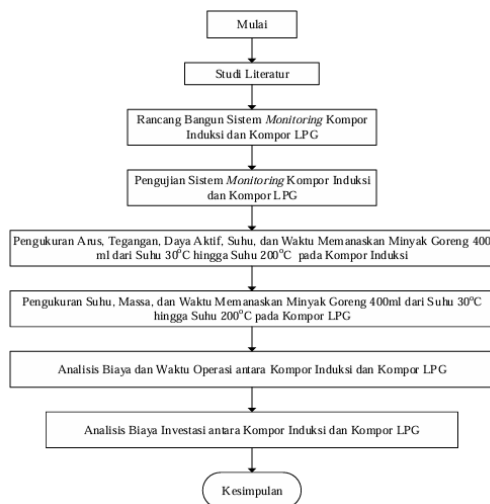 Mulai
Studi Literatur
Rancang Bangun Sistem Monitoring Kompor
Induksi dan Kompor LPG
Pengujian Sistem Monitoring Kompor Induksi
dan Kompor LPG
Pengukuran Arus, Tegangan, Daya Aktif, Suhu, dan Waktu Memanaskan Minyak Goreng 400
ml dari Suhu 30°C hingga Suhu 200°C pada Kompor Induksi
Pengukuran Suhu, Massa, dan Waktu Memanaskan Minyak Goreng 400ml dari Suhu 30°C
hingga Suhu 200°C pada Kompor LPG
Analisis Biaya dan Waktu Operasi antara Kompor Induksi dan Kompor LPG
Analisis Biaya Investasi antara Kompor Induksi dan Kompor LPG
Kesimpulan